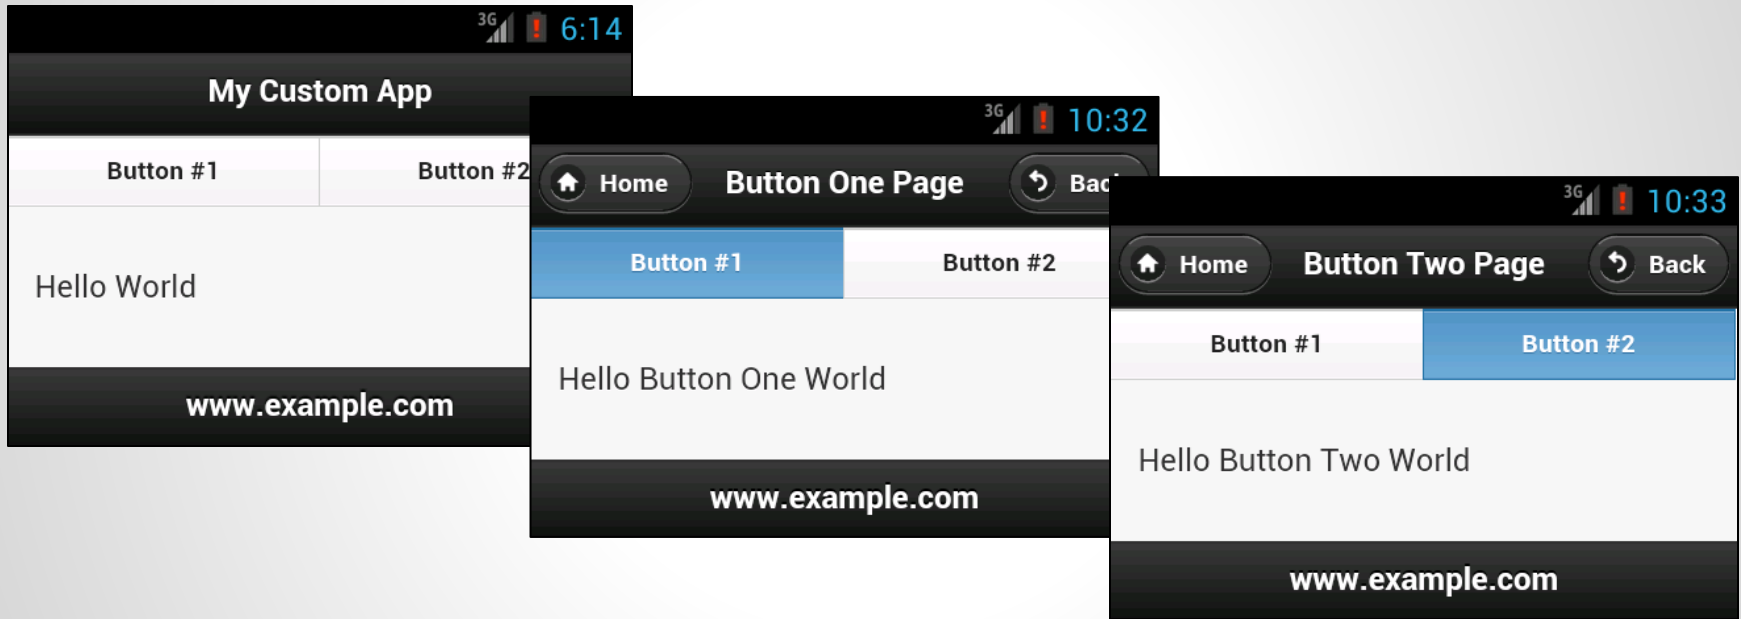 3G 6:14
My Custom App
Button #1 Button #2
Hello World
www.example.com
3G 10:32
Home Button One Page
Button #1 Button #2
Hello Button One World
www.example.com
3G 10:33
Home Button Two Page Back
Button #1 Button #2
Hello Button Two World
www.example.com